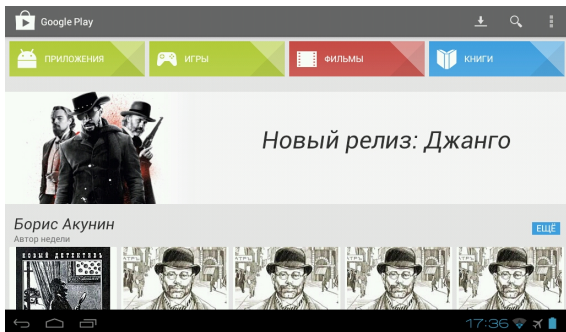 Google Play
ПРИЛОЖЕНИЯ
ИГРЫ
ФИЛЬМЫ
КНИГИ
Новый релиз: Джанго
Борис Акунин
Автор недели
ЕЩЁ
НОВЫЙ ДЕТЕКТИВЪ
17:36